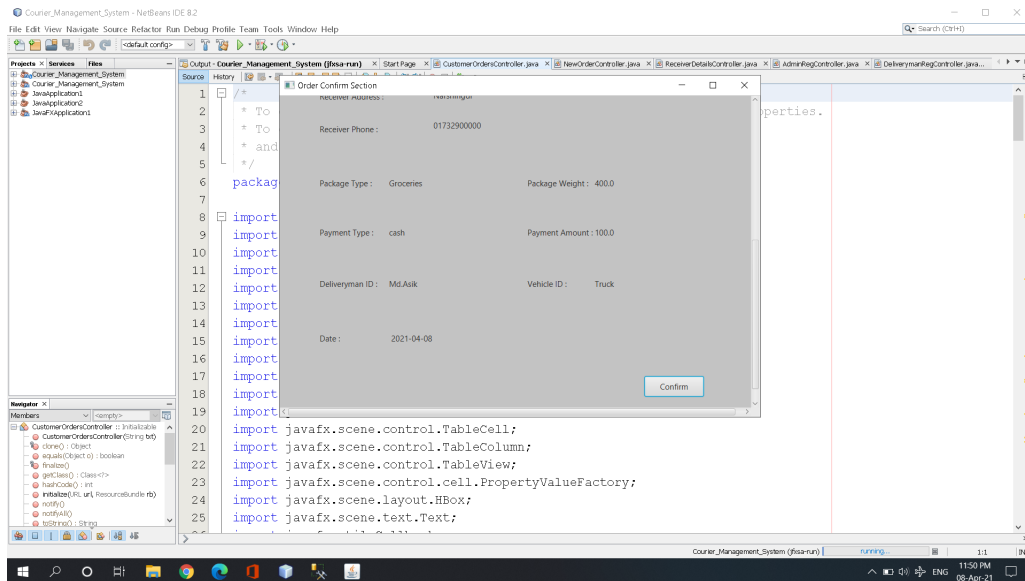 Courier_Management_System - NetBeans IDE 8.2
File Edit View Navigate Source Refactor Run Debug Profile Team Tools Window Help
Search (Ctrl+I)
<default config>
Projects Services Files
Output - Courier_Management_System (jfxsa-run) Start Page CustomerOrdersController.java NewOrderController.java ReceiverDetailsController.java AdminRegController.java DeliverymanRegController.java...
Courier_Management_System
Courier_Management_System
JavaApplication1
JavaApplication2
JavaFXApplication1
Source History
Order Confirm Section
1 /*
2 * To
perties.
3 * To
4 * and
5 */
6 packag
7
8 import
9 import
10 import
11 import
12 import
13 import
14 import
15 import
16 import
17 import
18 import
19 import
20 import javafx.scene.control.TableCell;
21 import javafx.scene.control.TableColumn;
22 import javafx.scene.control.TableView;
23 import javafx.scene.control.cell.PropertyValueFactory;
24 import javafx.scene.layout.HBox;
25 import javafx.scene.text.Text;
Receiver Address :
Receiver Phone : 01732900000
Package Type : Groceries Package Weight : 400.0
Payment Type : cash Payment Amount : 100.0
Deliveryman ID : Md.Asik Vehicle ID : Truck
Date : 2021-04-08
Confirm
Navigator
Members <empty>
CustomerOrdersController :: Initializable
CustomerOrdersController(String txt)
clone() : Object
equals(Object o) : boolean
finalize()
getClass() : Class<?>
hashCode() : int
initialize(URL url, ResourceBundle rb)
notify()
notifyAll()
toString() : String
Courier_Management_System (jfxsa-run) running... 1:1 IN
ENG 11:50 PM
08-Apr-21